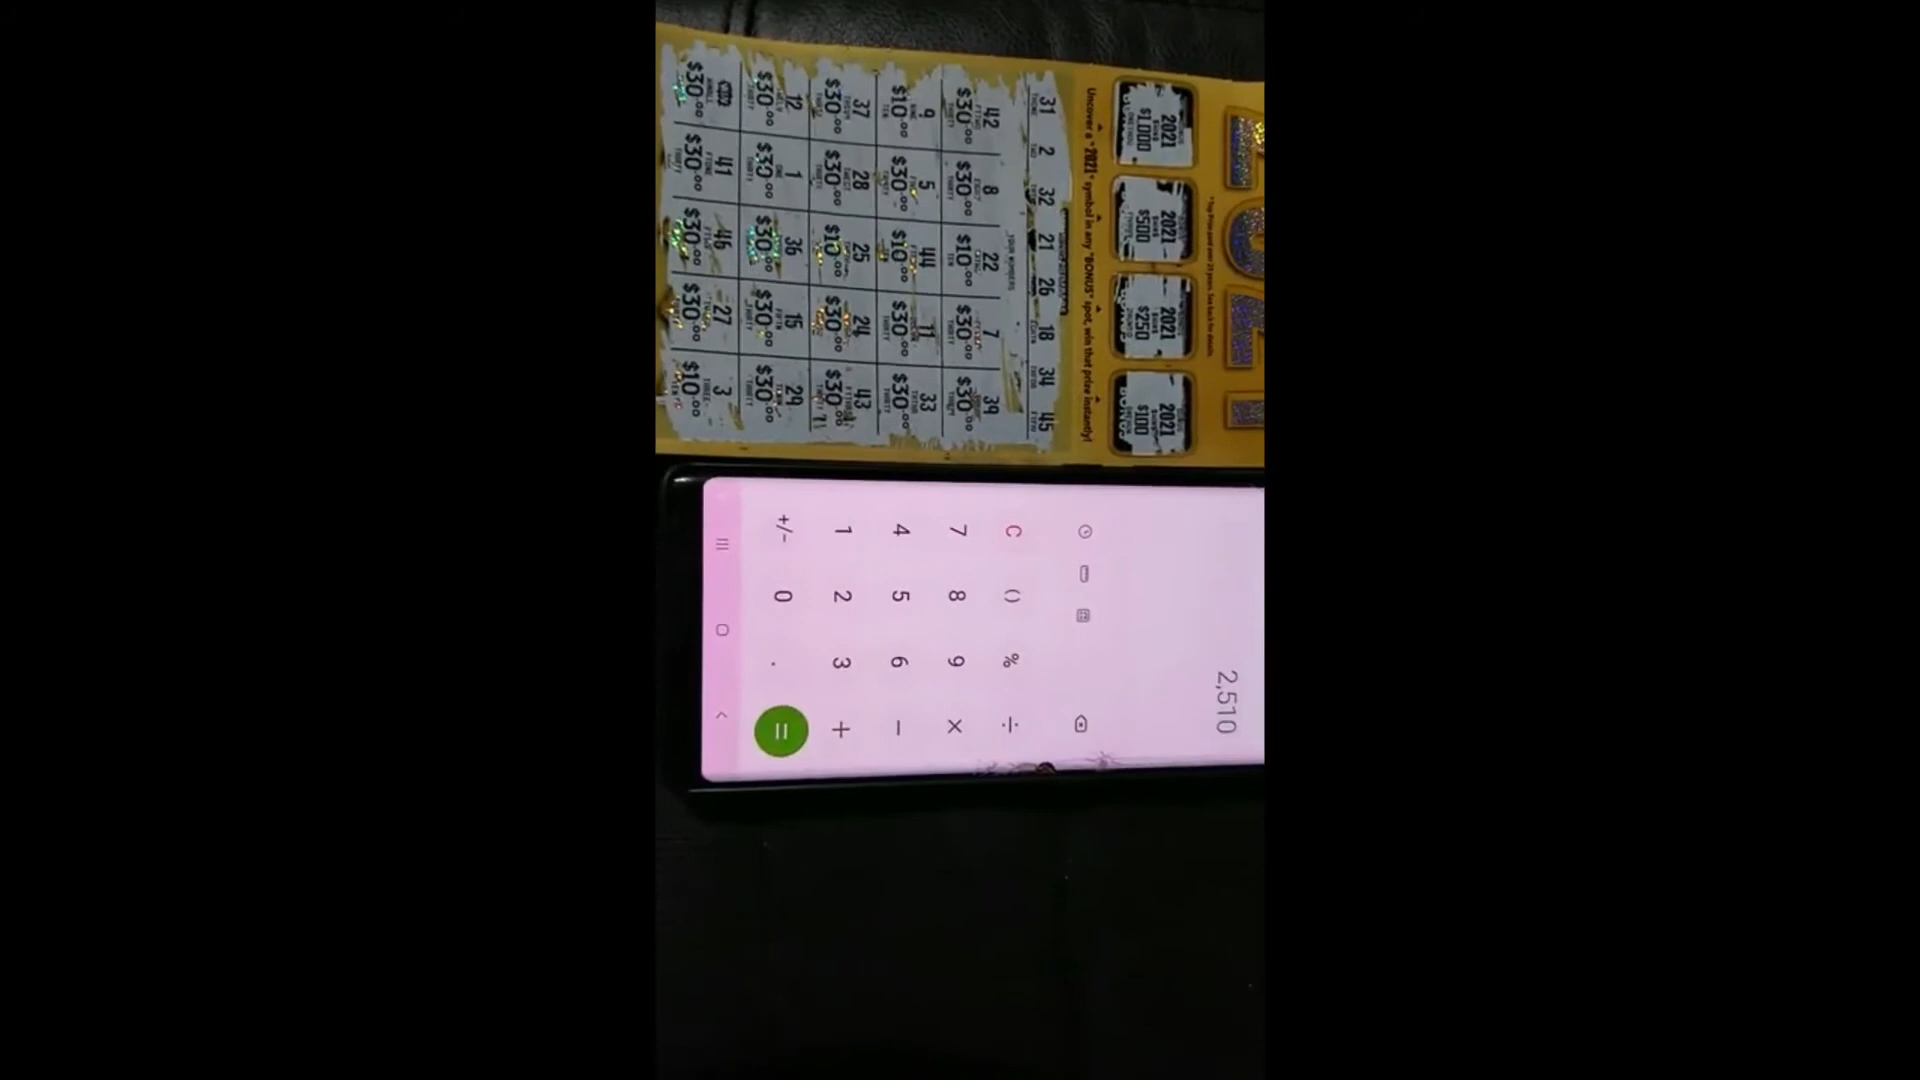 2021 2021 2021 2021
$1,000 $500 $250 $100
Uncover a "2021" symbol in any "BONUS" spot, win that prize instantly!
31 2 32 21 26 18 34 45
YOUR NUMBERS
42 8 22 7 39
$30.00 $30.00 $10.00 $30.00 $30.00
9 5 44 11 33
$10.00 $30.00 $10.00 $30.00 $30.00
37 28 25 24 43
$30.00 $30.00 $10.00 $30.00 $30.00
12 1 36 15 29
$30.00 $30.00 $30.00 $30.00 $30.00
41 46 27 3
$30.00 $30.00 $30.00 $30.00 $10.00
2,510
C () % ÷
7 8 9 ×
4 5 6 −
1 2 3 +
+/- 0 . =